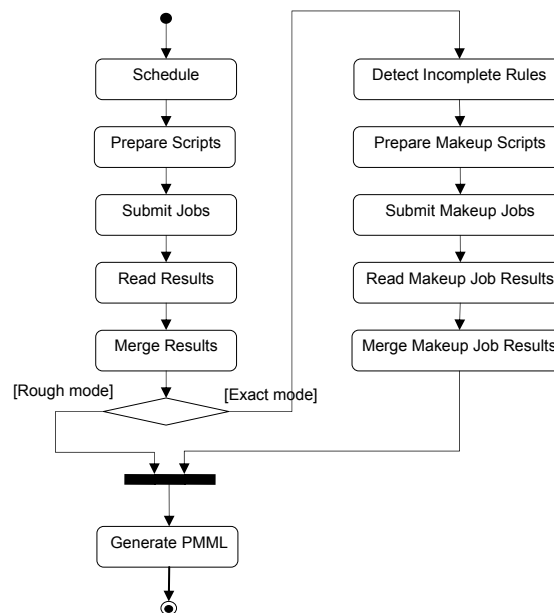 Schedule
Prepare Scripts
Submit Jobs
Read Results
Merge Results
[Rough mode]
[Exact mode]
Detect Incomplete Rules
Prepare Makeup Scripts
Submit Makeup Jobs
Read Makeup Job Results
Merge Makeup Job Results
Generate PMML